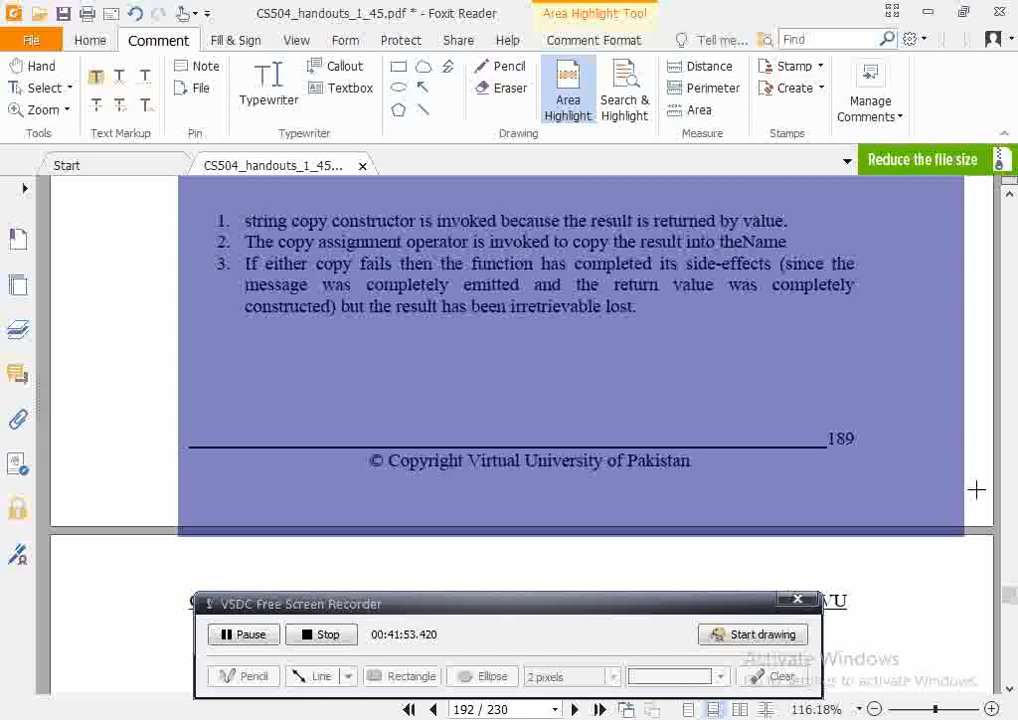 CS504_handouts_1_45.pdf * - Foxit Reader
Area Highlight Tool
File
Home
Comment
Fill & Sign
View
Form
Protect
Share
Help
Comment Format
Tell me...
Find
Hand
Select
Zoom
Tools
Text Markup
Note
File
Pin
Typewriter
Callout
Textbox
Typewriter
Pencil
Eraser
Drawing
Area
Highlight
Search &
Highlight
Distance
Perimeter
Area
Measure
Stamp
Create
Stamps
Manage
Comments
Start
CS504_handouts_1_45...
Reduce the file size
1. string copy constructor is invoked because the result is returned by value.
2. The copy assignment operator is invoked to copy the result into theName
3. If either copy fails then the function has completed its side-effects (since the
message was completely emitted and the return value was completely
constructed) but the result has been irretrievable lost.
189
© Copyright Virtual University of Pakistan
VU
VSDC Free Screen Recorder
Pause
Stop
00:41:53.420
Start drawing
Pencil
Line
Rectangle
Ellipse
2 pixels
Clear
Activate Windows
to activate Windows.
192 / 230
116.18%